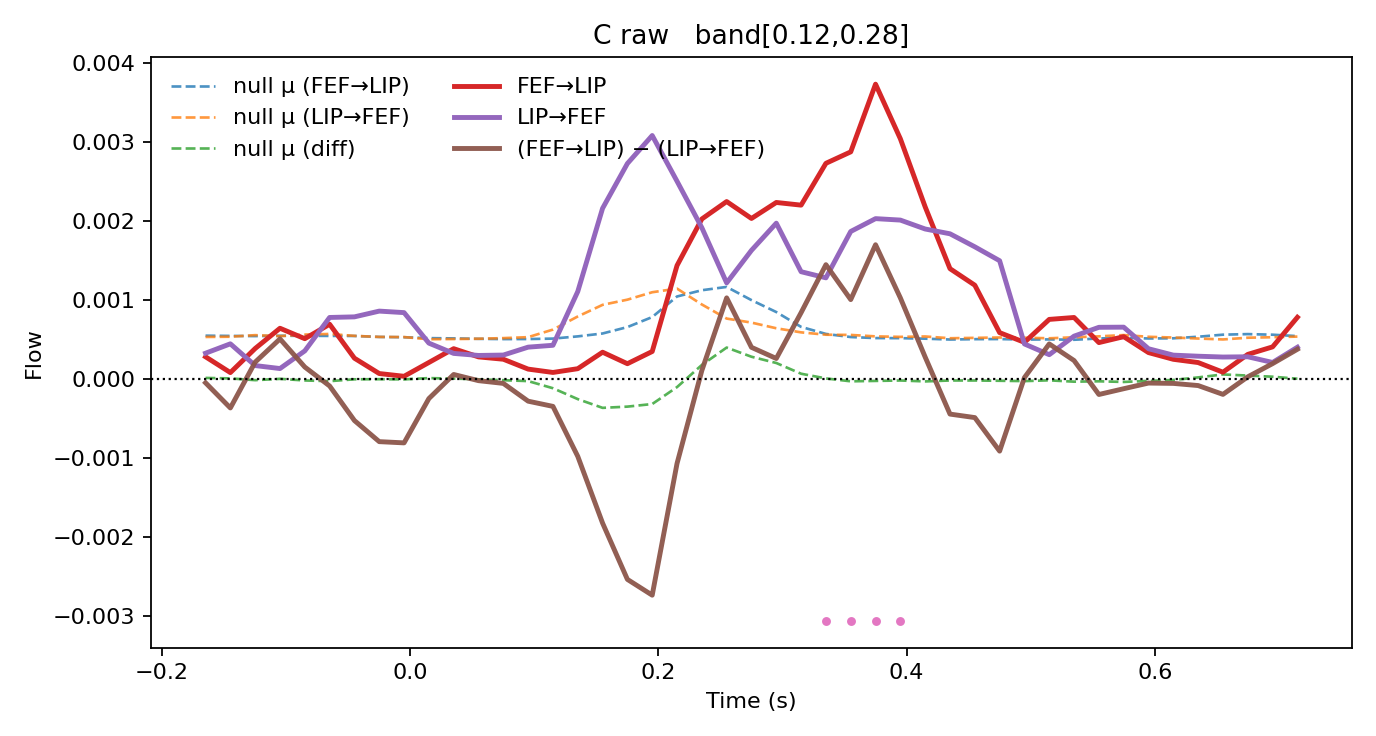 C raw band[0.12,0.28]
0.004
0.003
0.002
0.001
0.000
−0.001
−0.002
−0.003
Flow
null μ (FEF→LIP)
null μ (LIP→FEF)
null μ (diff)
FEF→LIP
LIP→FEF
(FEF→LIP) − (LIP→FEF)
−0.2
0.0
0.2
0.4
0.6
Time (s)